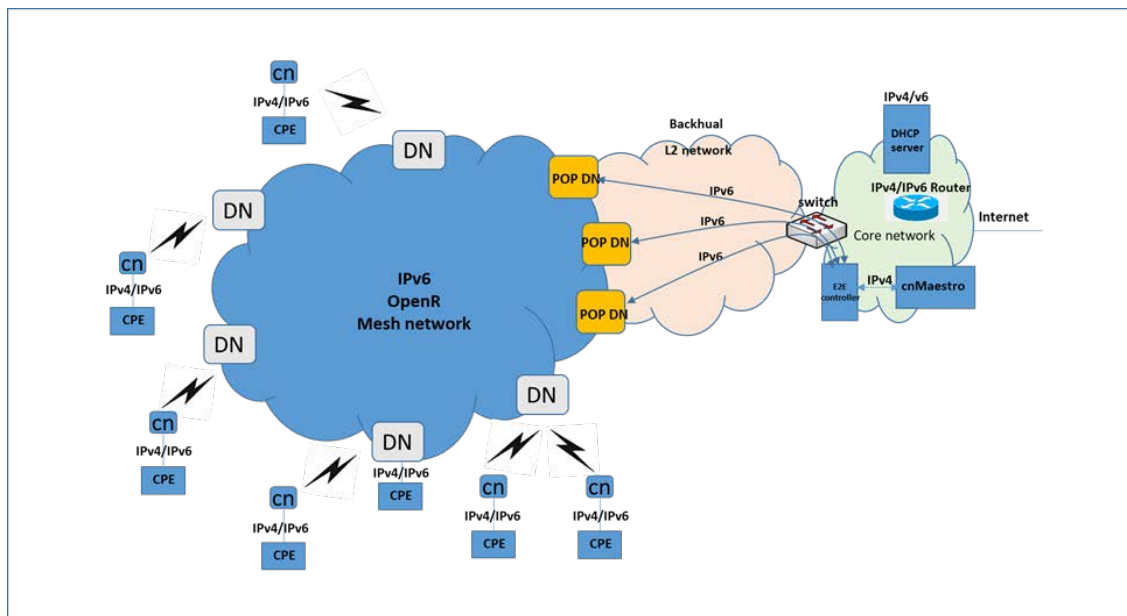 cn
IPv4/IPv6
CPE
DN
DN
cn
IPv4/IPv6
CPE
DN
cn
IPv4/IPv6
CPE
IPv6
OpenR
Mesh network
cn
IPv4/IPv6
CPE
DN
IPv4/IPv6
CPE
DN
cn
IPv4/IPv6
CPE
cn
IPv4/IPv6
CPE
POP DN
POP DN
POP DN
Backhual
L2 network
IPv6
IPv6
IPv6
switch
IPv4/v6
DHCP
server
IPv4/IPv6 Router
Core network
Internet
E2E
controller
IPv4
cnMaestro